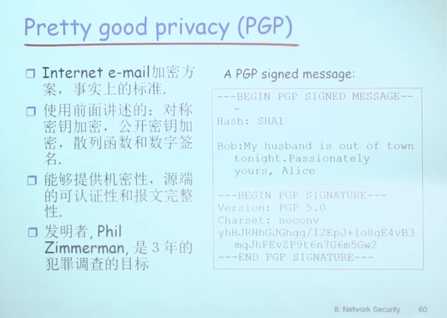 Pretty good privacy (PGP)
Internet e-mail加密方
案，事实上的标准.
使用前面讲述的：对称
密钥加密，公开密钥加
密，散列函数和数字签
名.
能够提供机密性，源端
的可认证性和报文完整
性.
发明者, Phil
Zimmerman, 是 3 年的
犯罪调查的目标
A PGP signed message:
---BEGIN PGP SIGNED MESSAGE--
-
Hash: SHA1
Bob:My husband is out of town
tonight.Passionately
yours, Alice
---BEGIN PGP SIGNATURE---
Version: PGP 5.0
Charset: noconv
yhHJRHhGJGhgg/12EpJ+lo8gE4vB3
mqJhFEvZP9t6n7G6m5Gw2
---END PGP SIGNATURE---
8: Network Security
60